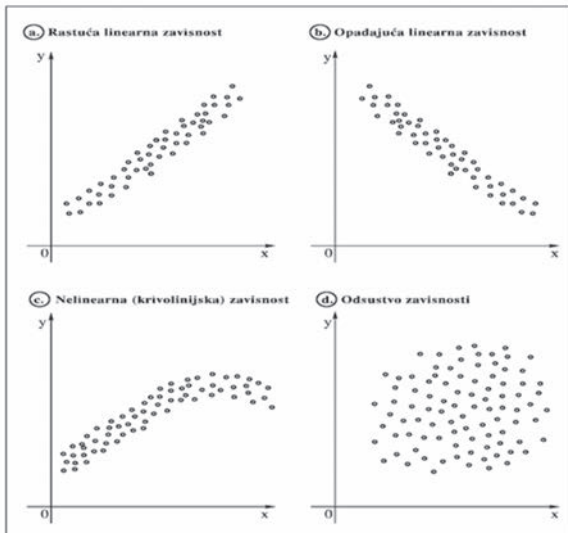 a. Rastuća linearna zavisnost
y
0
x
b. Opadajuća linearna zavisnost
y
0
x
c. Nelinearna (krivolinijska) zavisnost
y
0
x
d. Odsustvo zavisnosti
y
0
x